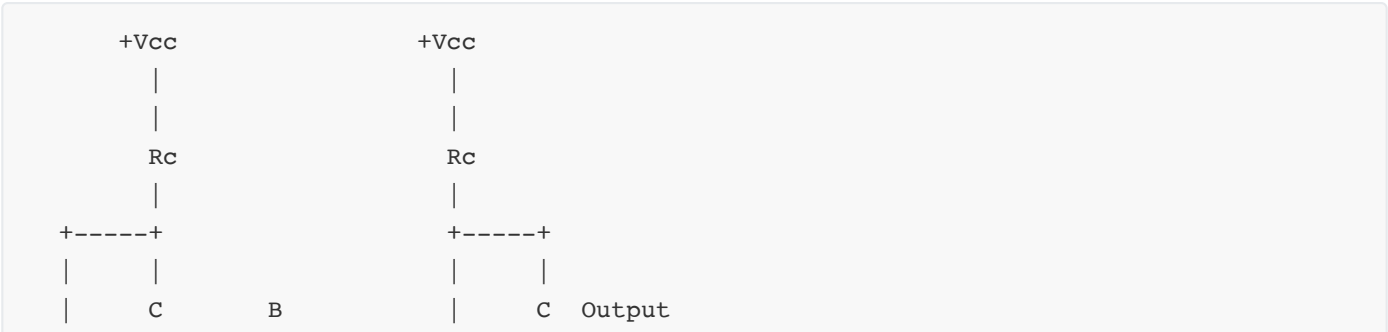 +Vcc                +Vcc
        |                   |
        |                   |
        Rc                  Rc
        |                   |
  +-----+                   +-----+
  |     |                   |     |
  |     C       B           |     C  Output